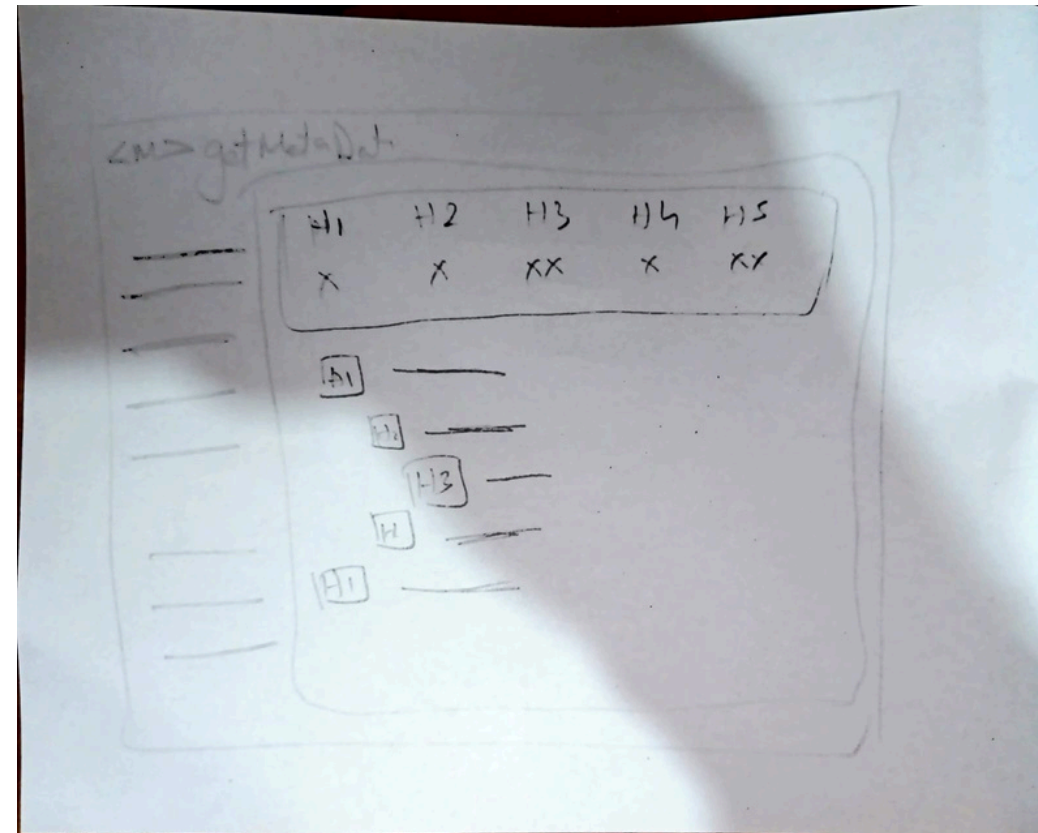 <M> getMetaData
H1 H2 H3 H4 H5
X X XX X XX
H1
H2
H3
H
H1